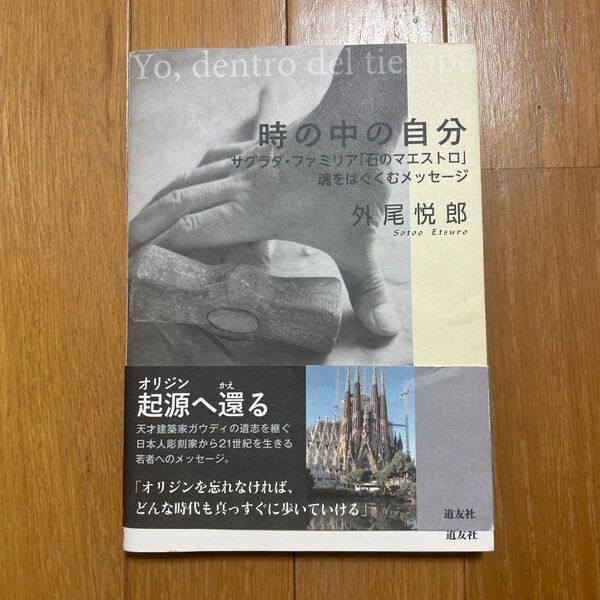 Yo, dentro del tiempo
時の中の自分
サグラダ・ファミリア「石のマエストロ」
魂をはぐくむメッセージ
外尾悦郎
Sotoo Etsuro
オリジン
かえ
起源へ還る
天才建築家ガウディの遺志を継ぐ
日本人彫刻家から21世紀を生きる
若者へのメッセージ。
「オリジンを忘れなければ、
どんな時代も真っすぐに歩いていける」
道友社
道友社